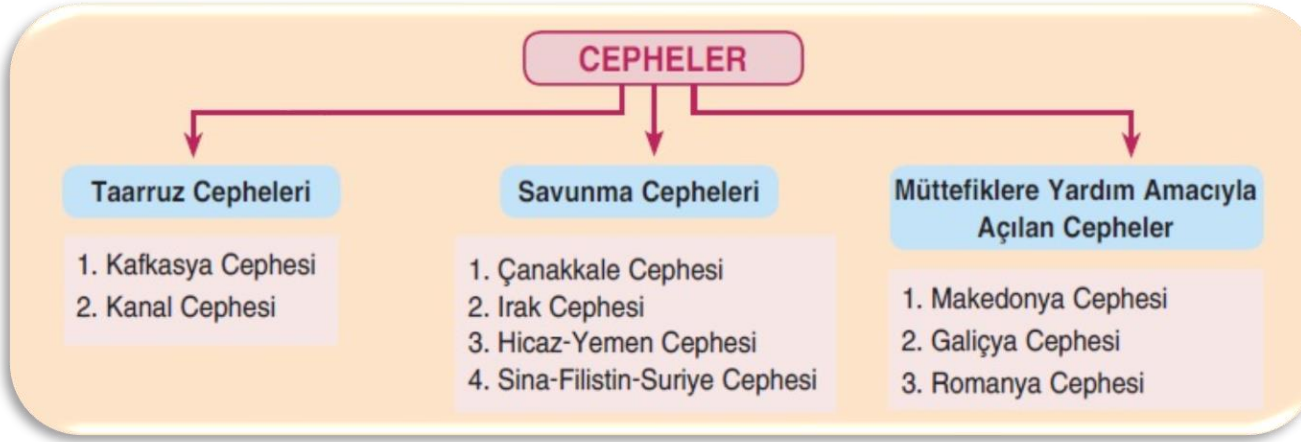 CEPHELER
Taarruz Cepheleri
1. Kafkasya Cephesi
2. Kanal Cephesi
Savunma Cepheleri
1. Çanakkale Cephesi
2. Irak Cephesi
3. Hicaz-Yemen Cephesi
4. Sina-Filistin-Suriye Cephesi
Müttefiklere Yardım Amacıyla
Açılan Cepheler
1. Makedonya Cephesi
2. Galiçya Cephesi
3. Romanya Cephesi